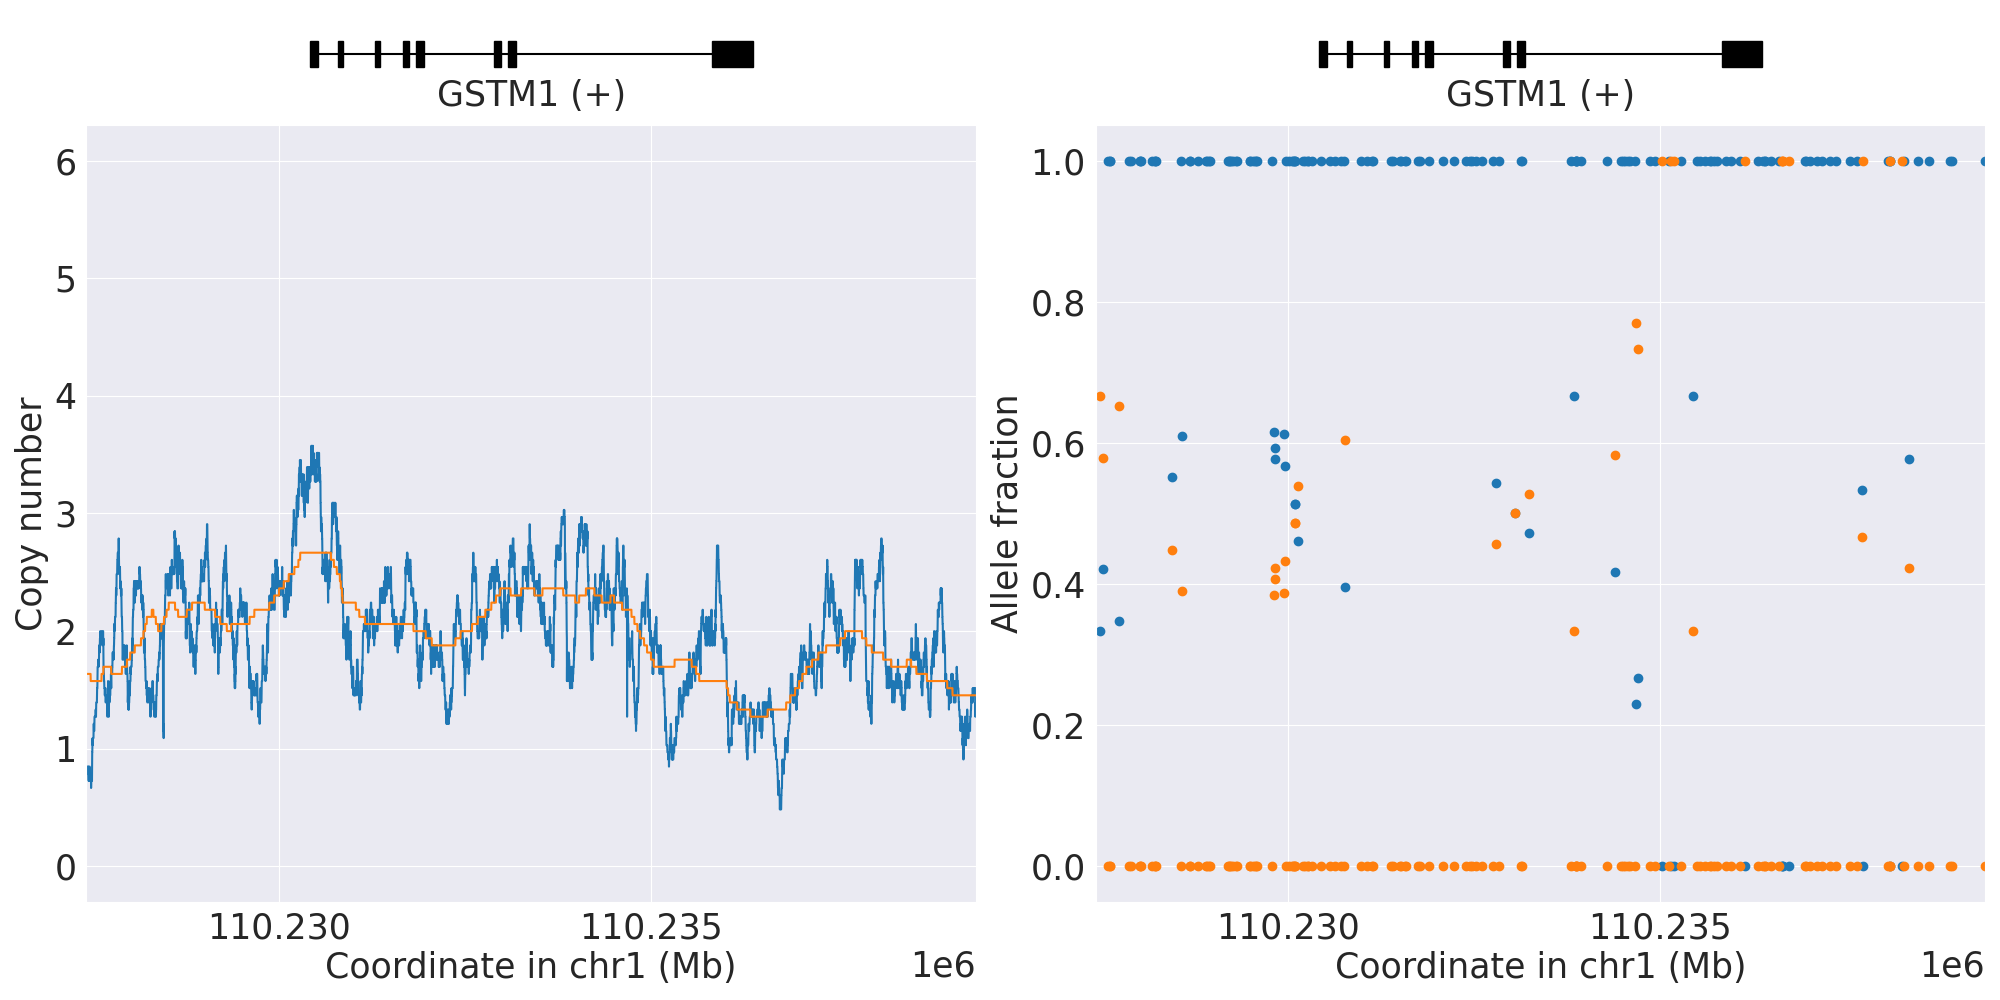 GSTM1 (+)
6
5
4
3
2
1
0
Copy number
110.230
110.235
Coordinate in chr1 (Mb)
1e6
GSTM1 (+)
1.0
0.8
0.6
0.4
0.2
0.0
Allele fraction
110.230
110.235
Coordinate in chr1 (Mb)
1e6